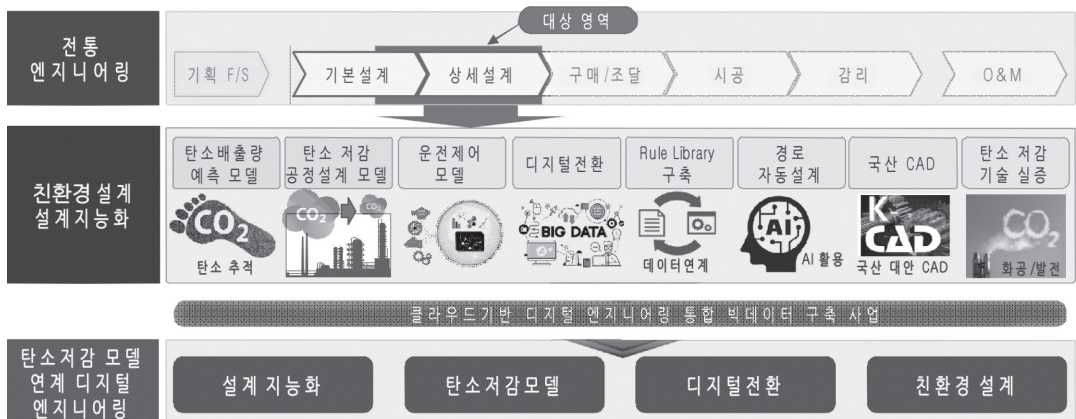 대상 영역
전통
엔지니어링
기획 F/S
기본설계
상세설계
구매/조달
시공
감리
O&M
친환경 설계
설계지능화
탄소배출량
예측 모델
탄소 저감
공정설계 모델
운전제어
모델
디지털전환
Rule Library
구축
경로
자동설계
국산 CAD
탄소 저감
기술 실증
CO2
탄소 추적
CO2
CO2
BIG DATA
데이터연계
AI
AI 활용
K
CAD
국산 대안 CAD
CO2
화공/발전
클라우드기반 디지털 엔지니어링 통합 빅데이터 구축 사업
탄소저감 모델
연계 디지털
엔지니어링
설계 지능화
탄소저감모델
디지털전환
친환경 설계